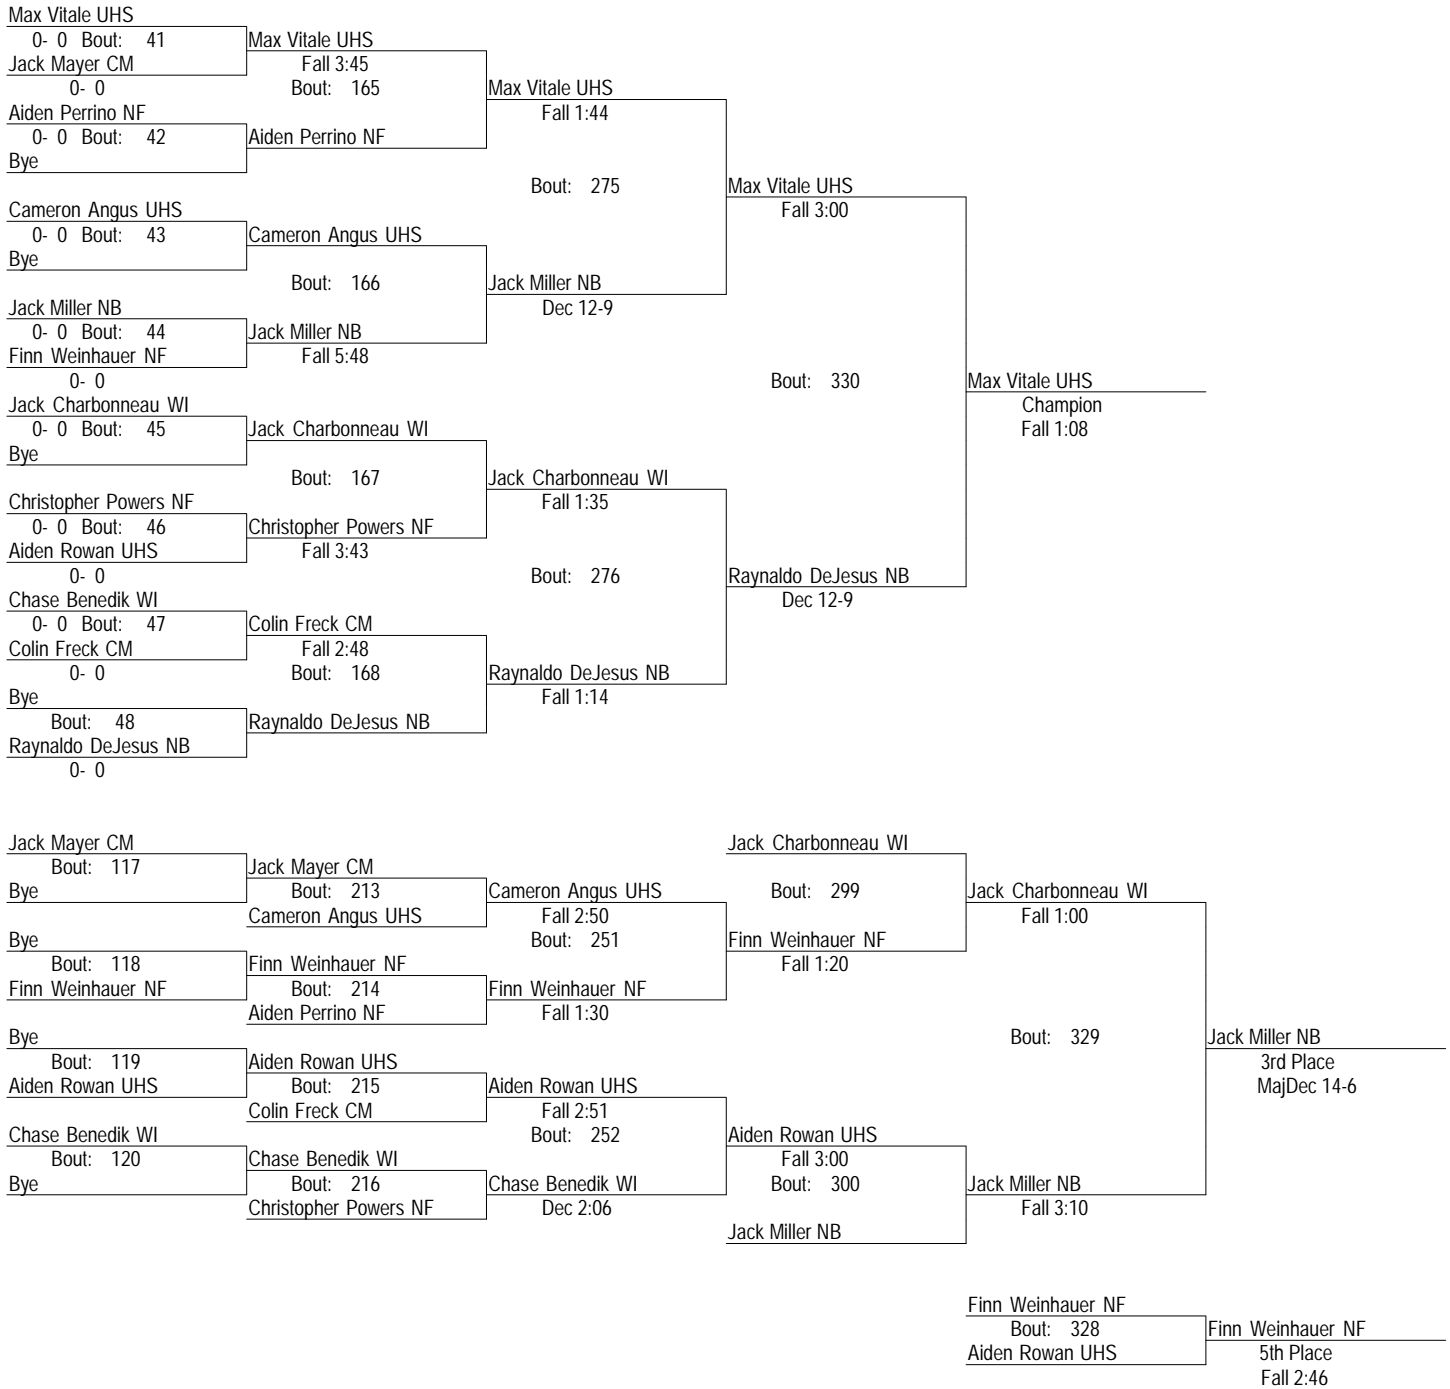 Max Vitale UHS
0- 0 Bout: 41 Max Vitale UHS
Jack Mayer CM Fall 3:45
0- 0 Bout: 165 Max Vitale UHS
Aiden Perrino NF Fall 1:44
0- 0 Bout: 42 Aiden Perrino NF
Bye
Bout: 275 Max Vitale UHS
Cameron Angus UHS Fall 3:00
0- 0 Bout: 43 Cameron Angus UHS
Bye
Bout: 166 Jack Miller NB
Jack Miller NB Dec 12-9
0- 0 Bout: 44 Jack Miller NB
Finn Weinhauer NF Fall 5:48
0- 0 Bout: 330 Max Vitale UHS
Jack Charbonneau WI Champion
0- 0 Bout: 45 Jack Charbonneau WI Fall 1:08
Bye
Bout: 167 Jack Charbonneau WI
Christopher Powers NF Fall 1:35
0- 0 Bout: 46 Christopher Powers NF
Aiden Rowan UHS Fall 3:43
0- 0 Bout: 276 Raynaldo DeJesus NB
Chase Benedik WI Dec 12-9
0- 0 Bout: 47 Colin Freck CM
Colin Freck CM Fall 2:48
0- 0 Bout: 168 Raynaldo DeJesus NB
Bye Fall 1:14
Bout: 48 Raynaldo DeJesus NB
Raynaldo DeJesus NB
0- 0
Jack Mayer CM Jack Charbonneau WI
Bout: 117 Jack Mayer CM
Bye Bout: 213 Cameron Angus UHS Bout: 299 Jack Charbonneau WI
Cameron Angus UHS Fall 2:50 Fall 1:00
Bye Bout: 251 Finn Weinhauer NF
Bout: 118 Finn Weinhauer NF Fall 1:20
Finn Weinhauer NF Bout: 214 Finn Weinhauer NF
Aiden Perrino NF Fall 1:30
Bye Bout: 329 Jack Miller NB
Bout: 119 Aiden Rowan UHS 3rd Place
Aiden Rowan UHS Bout: 215 Aiden Rowan UHS MajDec 14-6
Colin Freck CM Fall 2:51
Chase Benedik WI Bout: 252 Aiden Rowan UHS
Bout: 120 Chase Benedik WI Fall 3:00
Bye Bout: 216 Chase Benedik WI Bout: 300 Jack Miller NB
Christopher Powers NF Dec 2:06 Fall 3:10
Jack Miller NB
Finn Weinhauer NF
Bout: 328 Finn Weinhauer NF
Aiden Rowan UHS 5th Place
Fall 2:46